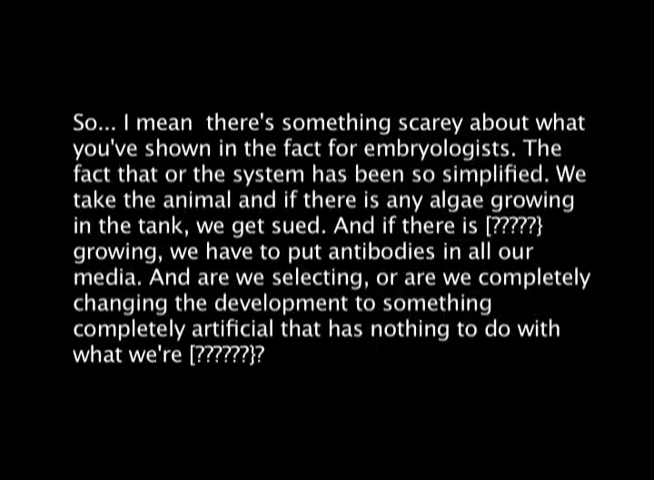 So... I mean  there's something scarey about what
you've shown in the fact for embryologists. The
fact that or the system has been so simplified. We
take the animal and if there is any algae growing
in the tank, we get sued. And if there is [?????}
growing, we have to put antibodies in all our
media. And are we selecting, or are we completely
changing the development to something
completely artificial that has nothing to do with
what we're [??????}?